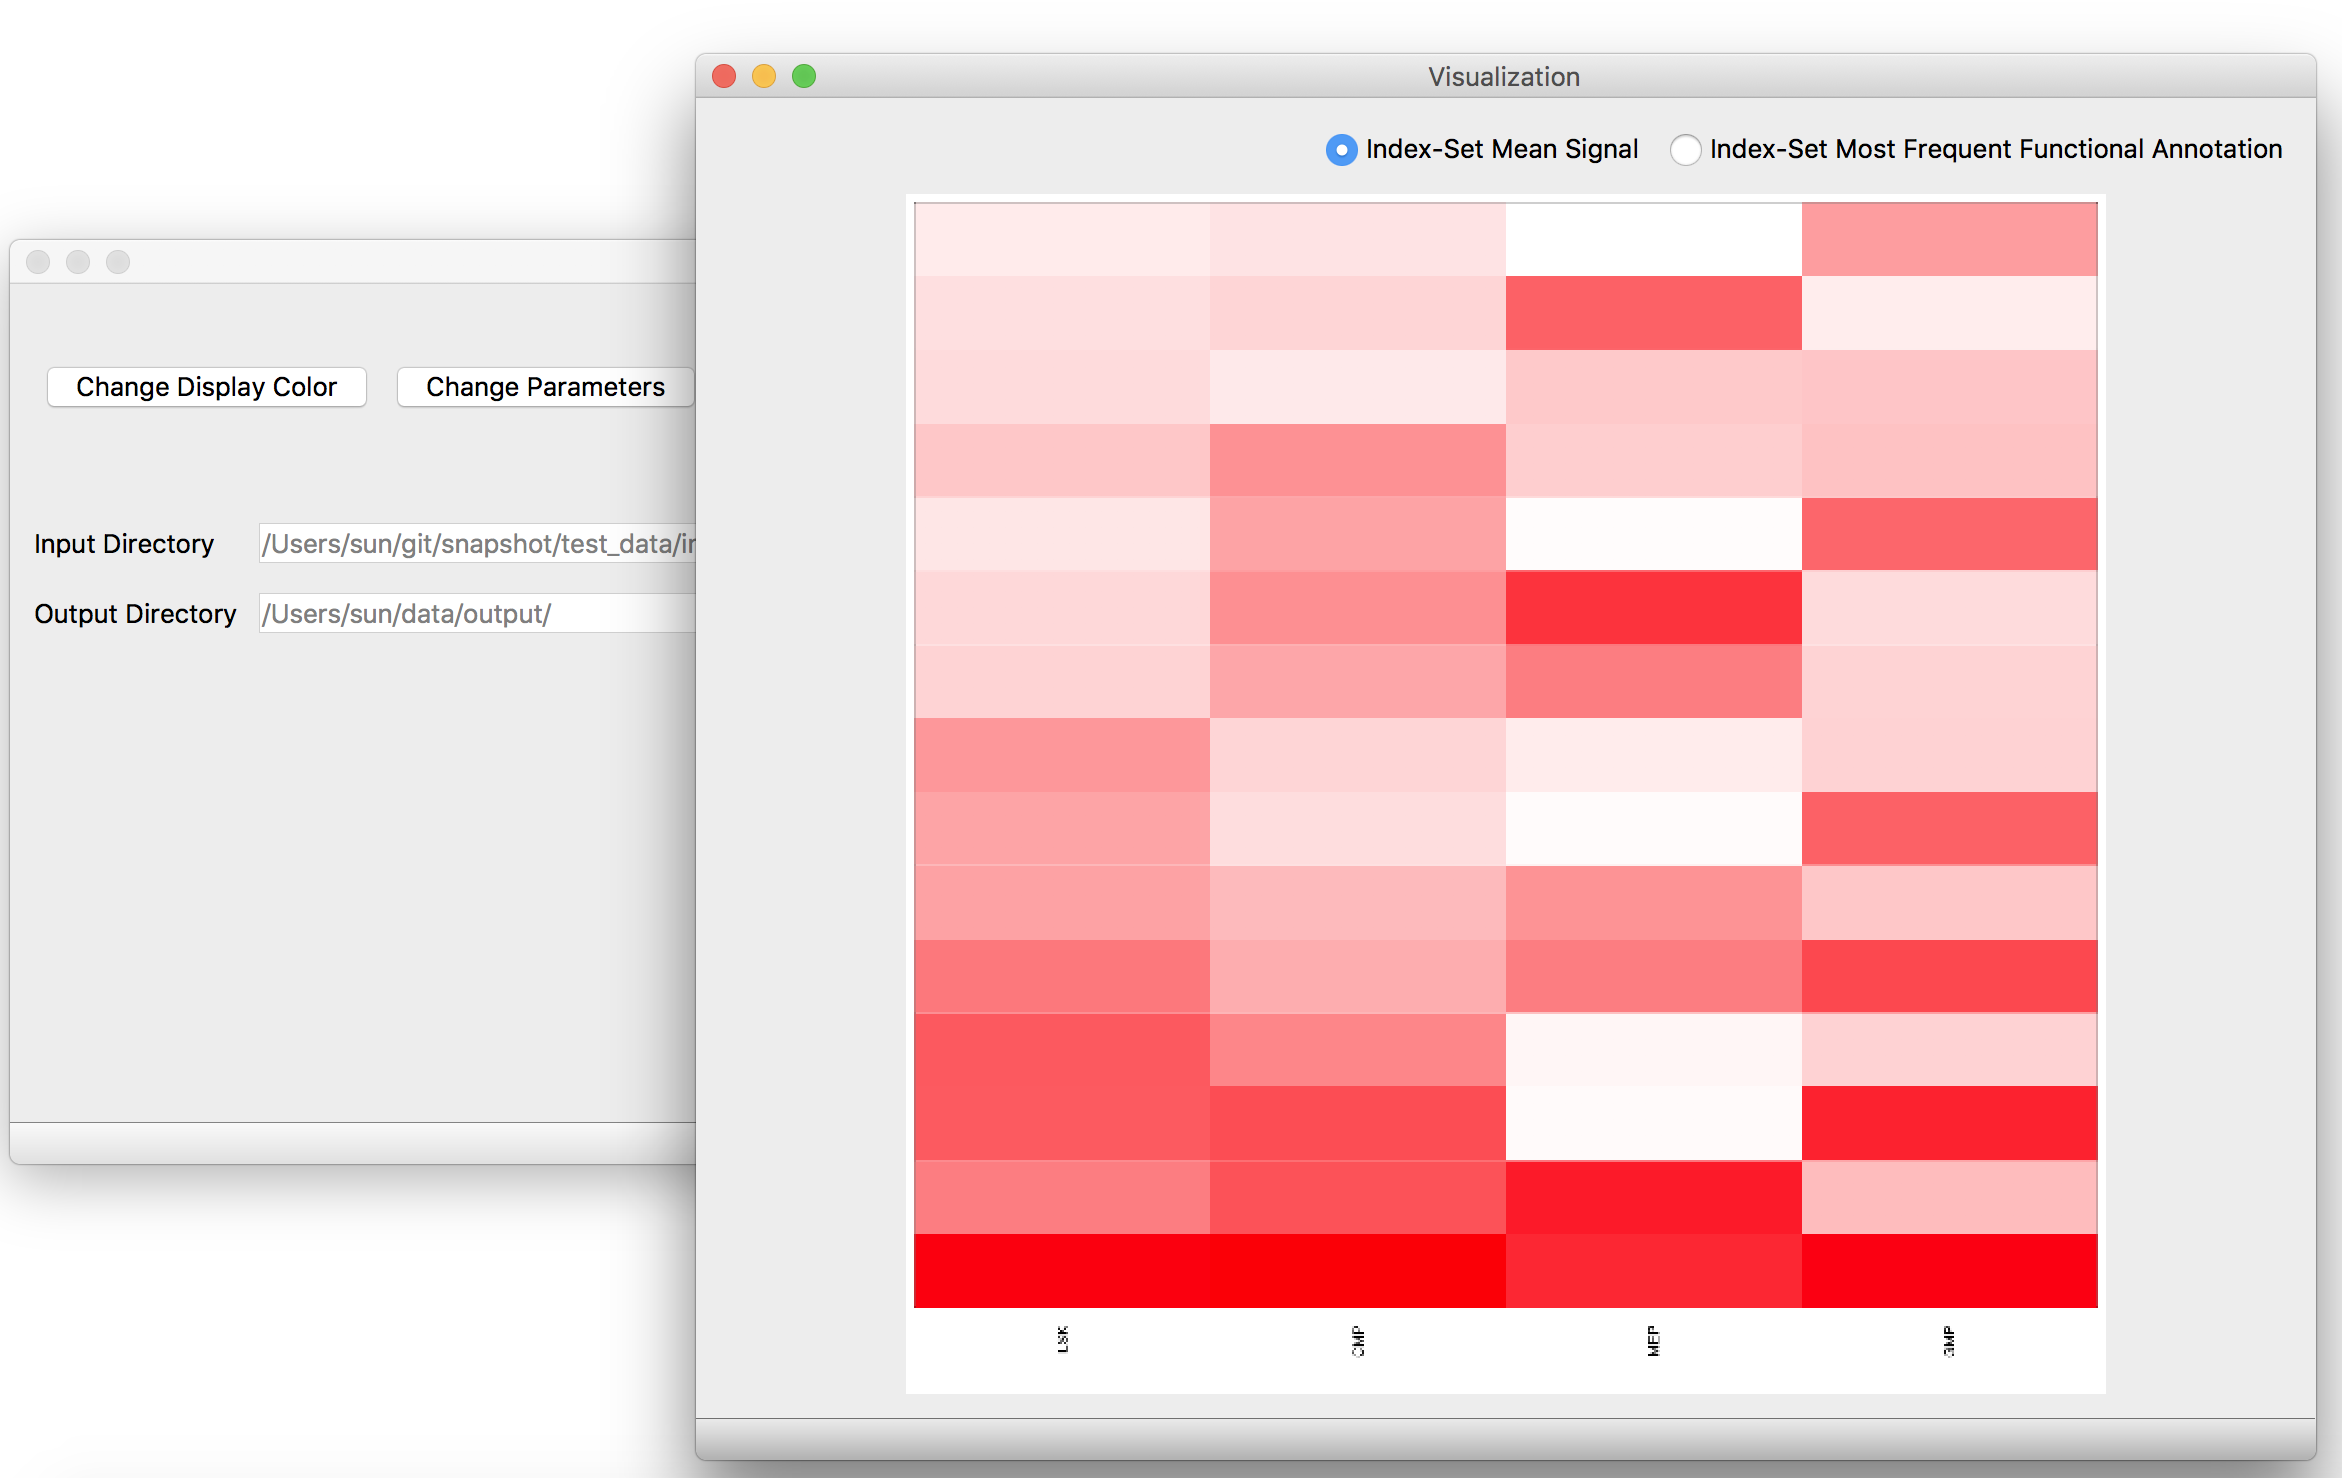 Visualization
Index-Set Mean Signal Index-Set Most Frequent Functional Annotation
Change Display Color Change Parameters
Input Directory /Users/sun/git/snapshot/test_data/in
Output Directory /Users/sun/data/output/
LSK CMP MEP GMP